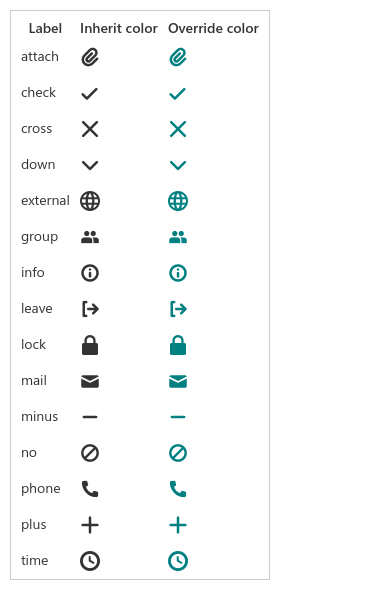 Label Inherit color Override color
attach
check
cross
down
external
group
info
leave
lock
mail
minus
no
phone
plus
time